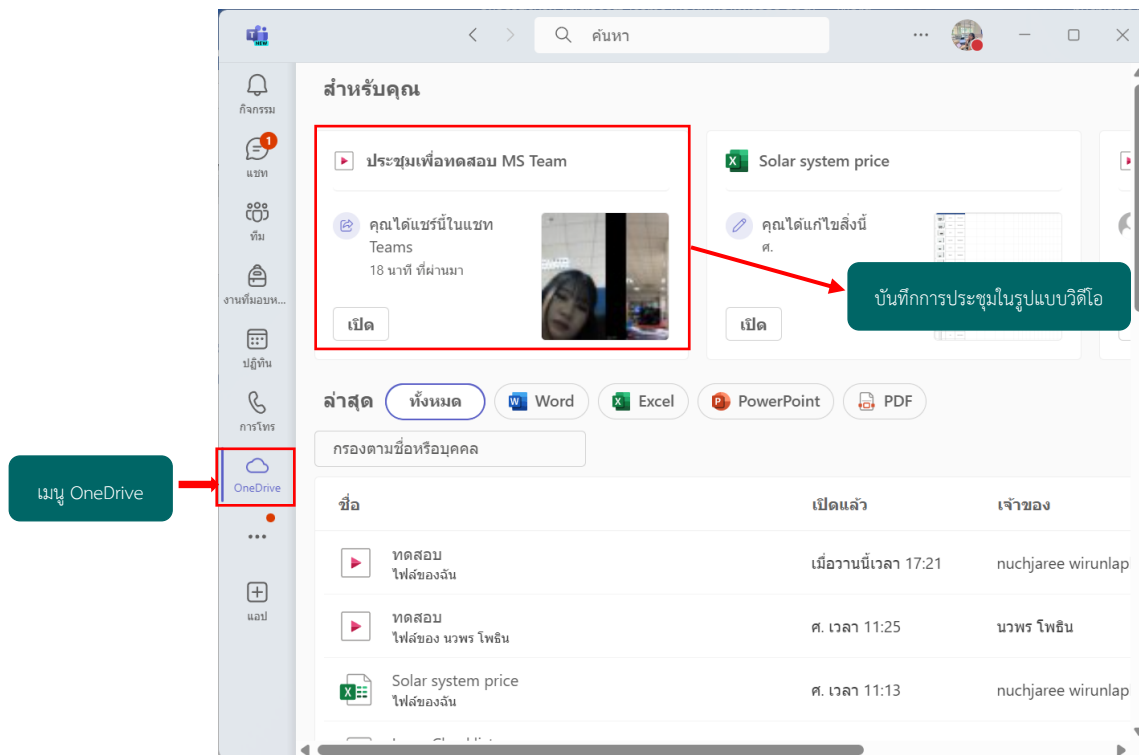 ค้นหา
กิจกรรม
แชท
1
ทีม
งานที่มอบห...
ปฏิทิน
การโทร
OneDrive
แอป
เมนู OneDrive
สำหรับคุณ
ประชุมเพื่อทดสอบ MS Team
คุณได้แชร์นี้ในแชท
Teams
18 นาที ที่ผ่านมา
เปิด
Solar system price
คุณได้แก้ไขสิ่งนี้
ศ.
เปิด
บันทึกการประชุมในรูปแบบวิดีโอ
ล่าสุด ทั้งหมด Word Excel PowerPoint PDF
กรองตามชื่อหรือบุคคล
ชื่อ เปิดแล้ว เจ้าของ
ทดสอบ เมื่อวานนี้เวลา 17:21 nuchjaree wirunlap
ไฟล์ของฉัน
ทดสอบ ศ. เวลา 11:25 นวพร โพธิน
ไฟล์ของ นวพร โพธิน
Solar system price ศ. เวลา 11:13 nuchjaree wirunlap
ไฟล์ของฉัน